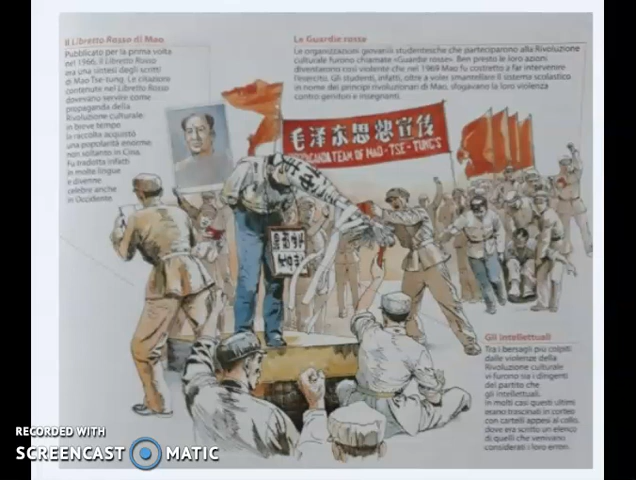 Il Libretto Rosso di Mao
Pubblicato per la prima volta
nel 1966, il Libretto Rosso
era una sintesi degli scritti
di Mao Tse-tung. Le citazioni
contenute nel Libretto Rosso
dovevano servire come
propaganda della
Rivoluzione culturale:
in breve tempo
la raccolta acquistò
una popolarità enorme,
non soltanto in Cina.
Fu tradotta infatti
in molte lingue
e divenne
celebre anche
in Occidente.
Le Guardie rosse
Le organizzazioni giovanili studentesche che parteciparono alla Rivoluzione
culturale furono chiamate «Guardie rosse». Ben presto le loro azioni
diventarono così violente che nel 1969 Mao fu costretto a far intervenire
l'esercito. Gli studenti, infatti, oltre a voler smantellare il sistema scolastico
in nome dei principi rivoluzionari di Mao, sfogavano la loro violenza
contro genitori e insegnanti.
毛泽东思想宣传
TEAM OF MAO-TSE-TUNG'S
Gli intellettuali
Tra i bersagli più colpiti
dalle violenze della
Rivoluzione culturale
vi furono sia i dirigenti
del partito che
gli intellettuali.
In molti casi questi ultimi
erano trascinati in corteo
con cartelli appesi al collo,
dove era scritto un elenco
di quelli che venivano
considerati i loro errori.
RECORDED WITH
SCREENCAST MATIC